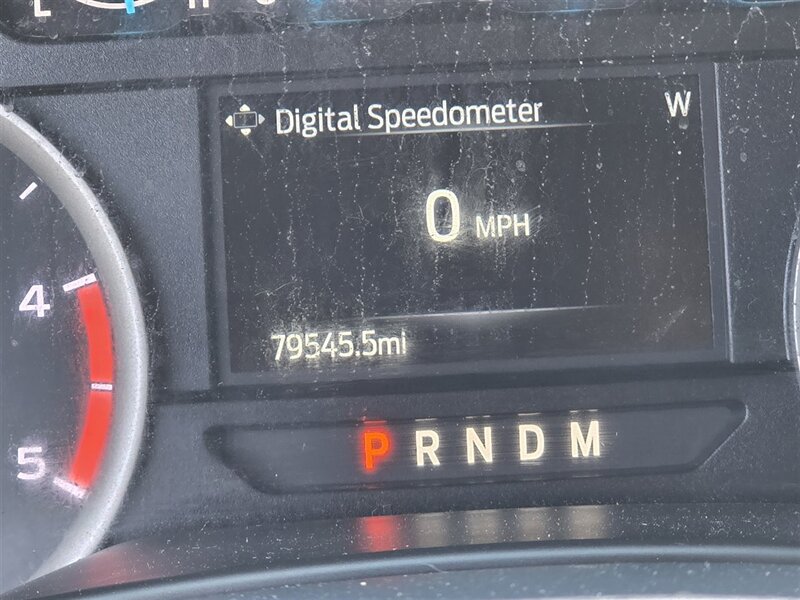 Digital Speedometer W
0 MPH
4
79545.5mi
P R N D M
5